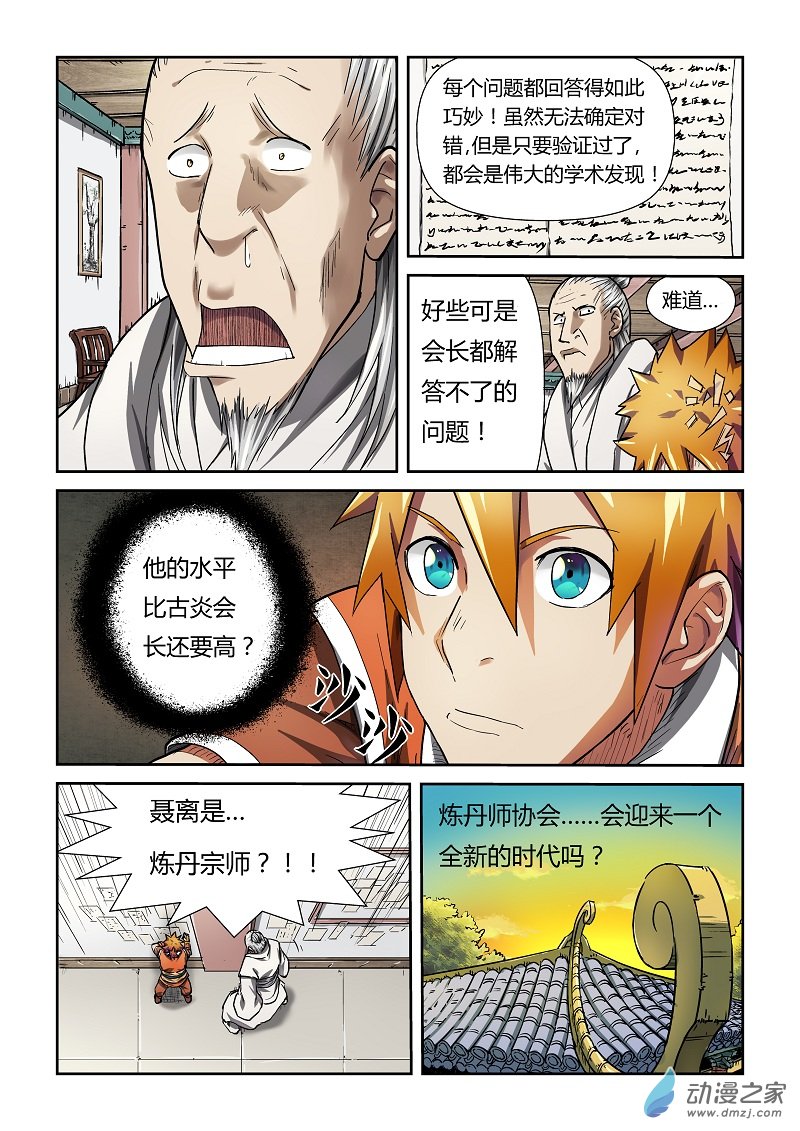 每个问题都回答得如此
巧妙！虽然无法确定对
错，但是只要验证过了，
都会是伟大的学术发现！
好些可是
会长都解
答不了的
问题！
难道…
他的水平
比古炎会
长还要高？
沙沙
聂离是…
炼丹宗师？！！
炼丹师协会……会迎来一个
全新的时代吗？
动漫之家
www.dmzj.com